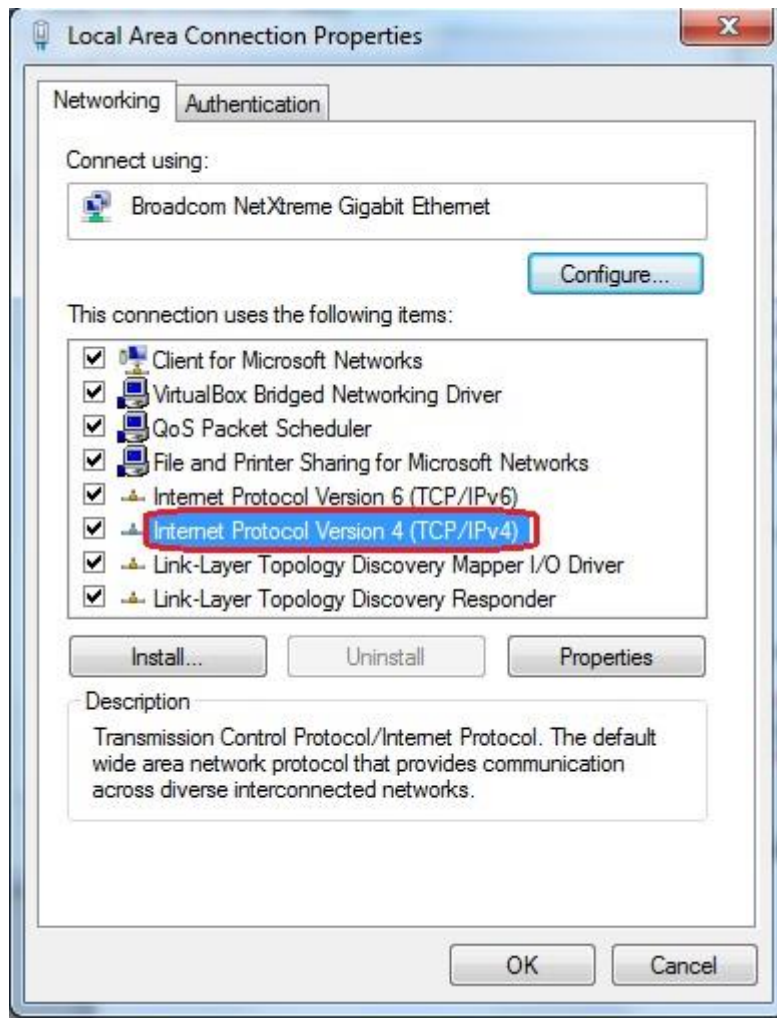 Local Area Connection Properties
Networking
Authentication
Connect using:
Broadcom NetXtreme Gigabit Ethernet
Configure...
This connection uses the following items:
Client for Microsoft Networks
VirtualBox Bridged Networking Driver
QoS Packet Scheduler
File and Printer Sharing for Microsoft Networks
Internet Protocol Version 6 (TCP/IPv6)
Internet Protocol Version 4 (TCP/IPv4)
Link-Layer Topology Discovery Mapper I/O Driver
Link-Layer Topology Discovery Responder
Install...
Uninstall
Properties
Description
Transmission Control Protocol/Internet Protocol. The default
wide area network protocol that provides communication
across diverse interconnected networks.
OK
Cancel